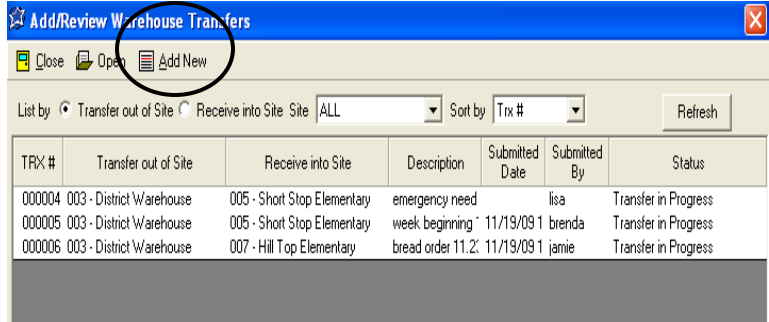 Add/Review Warehouse Transfers
Close Open Add New
List by Transfer out of Site Receive into Site Site ALL Sort by Trx # Refresh
TRX # Transfer out of Site Receive into Site Description Submitted Date Submitted By Status
000004 003 - District Warehouse 005 - Short Stop Elementary emergency need lisa Transfer in Progress
000005 003 - District Warehouse 005 - Short Stop Elementary week beginning 11/19/09 1 brenda Transfer in Progress
000006 003 - District Warehouse 007 - Hill Top Elementary bread order 11.2 11/19/09 1 jamie Transfer in Progress